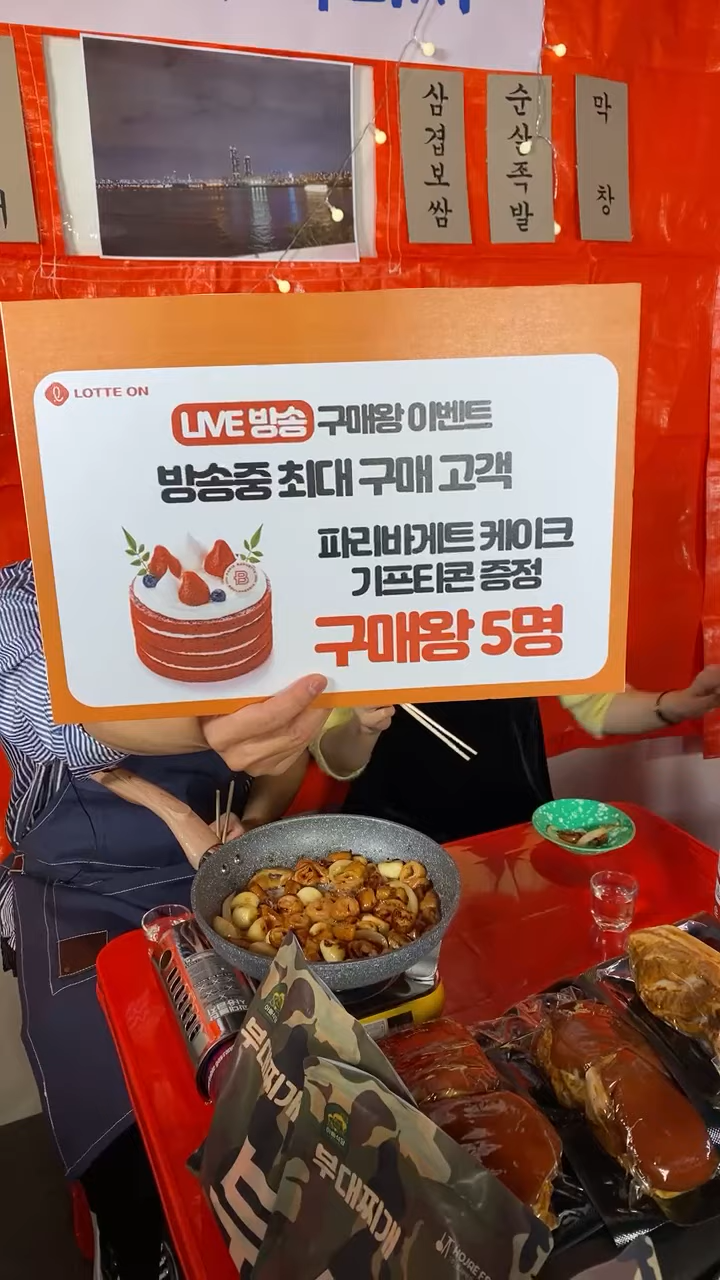 삼겹보쌈
순살족발
막창
LOTTE ON
LIVE 방송 구매왕 이벤트
방송중 최대 구매 고객
파리바게트 케이크
기프티콘 증정
구매왕 5명
부대찌개
부대찌개